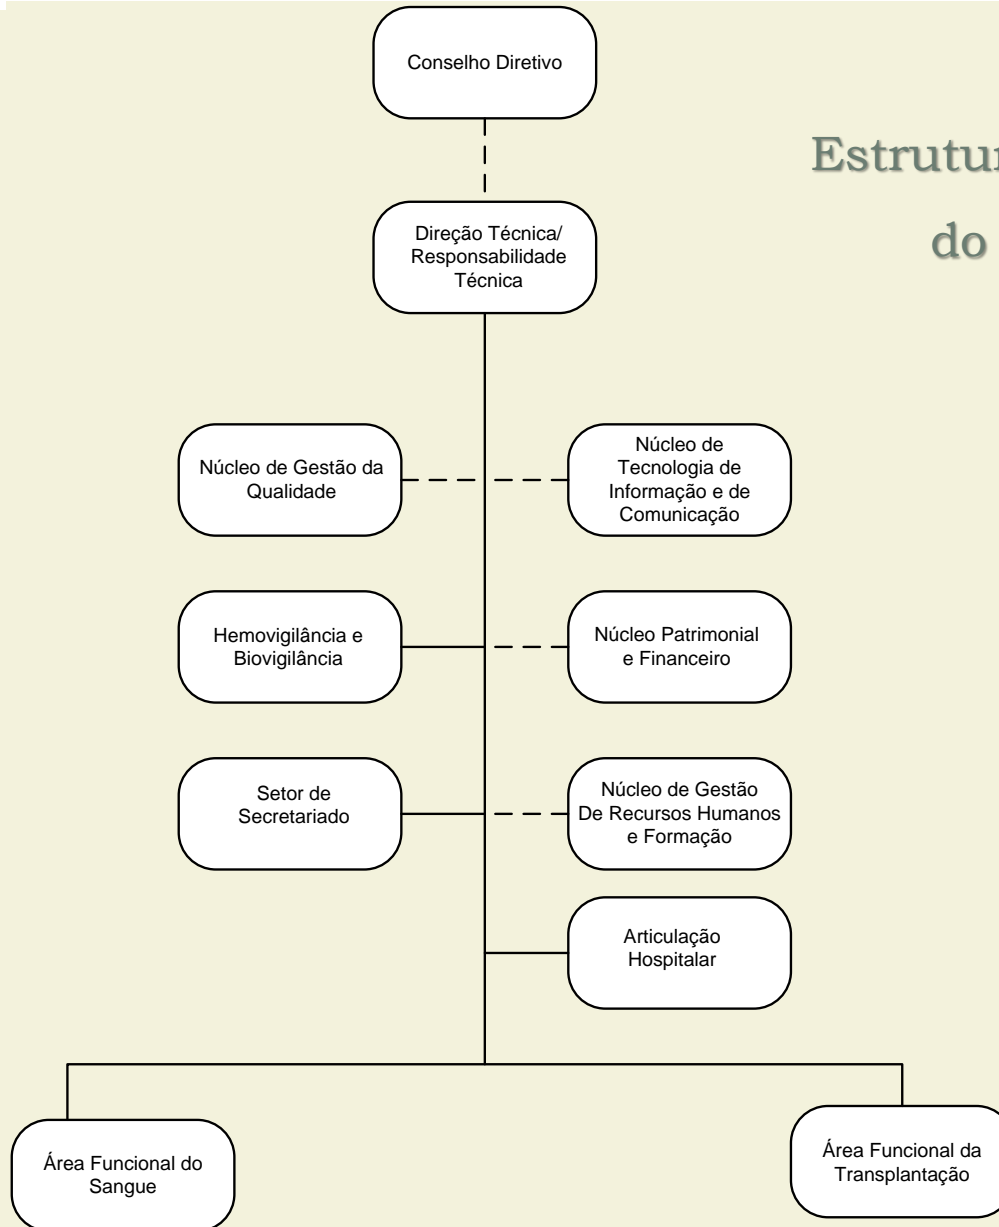 Conselho Diretivo
do
Direção Técnica/
Responsabilidade
Técnica
Núcleo de Gestão da
Qualidade
Núcleo de
Tecnologia de
Informação e de
Comunicação
Hemovigilância e
Biovigilância
Núcleo Patrimonial
e Financeiro
Setor de
Secretariado
Núcleo de Gestão
De Recursos Humanos
e Formação
Articulação
Hospitalar
Área Funcional do
Sangue
Área Funcional da
Transplantação